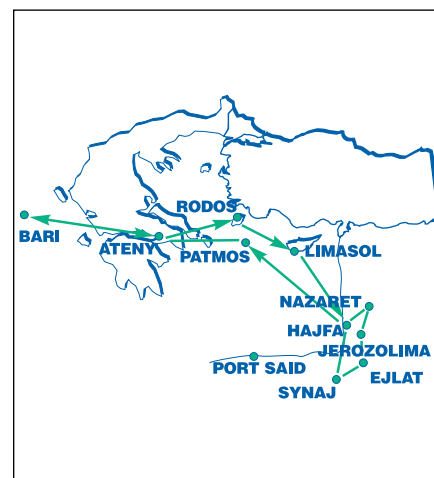 RODOS
BARI
ATENY
PATMOS
LIMASOL
NAZARET
HAJFA
JEROZOLIMA
PORT SAID
EJLAT
SYNAJ